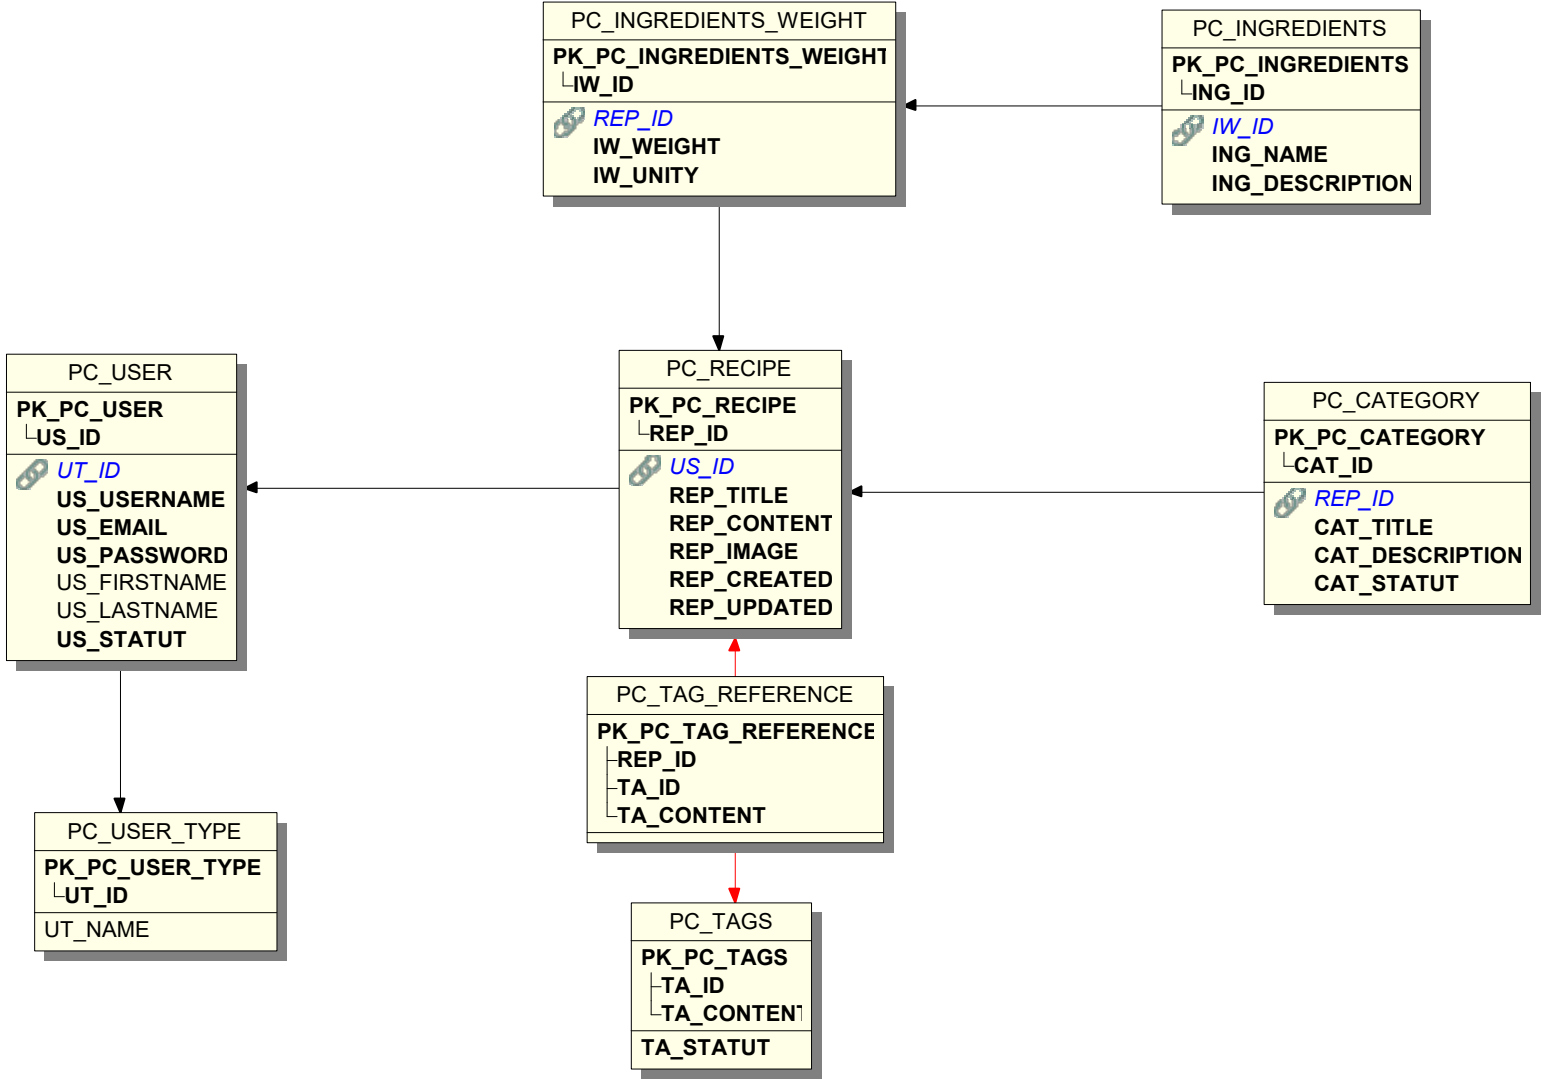 PC_INGREDIENTS_WEIGHT
PK_PC_INGREDIENTS_WEIGHT
IW_ID
REP_ID
IW_WEIGHT
IW_UNITY
PC_INGREDIENTS
PK_PC_INGREDIENTS
ING_ID
IW_ID
ING_NAME
ING_DESCRIPTION
PC_USER
PK_PC_USER
US_ID
UT_ID
US_USERNAME
US_EMAIL
US_PASSWORD
US_FIRSTNAME
US_LASTNAME
US_STATUT
PC_RECIPE
PK_PC_RECIPE
REP_ID
US_ID
REP_TITLE
REP_CONTENT
REP_IMAGE
REP_CREATED
REP_UPDATED
PC_CATEGORY
PK_PC_CATEGORY
CAT_ID
REP_ID
CAT_TITLE
CAT_DESCRIPTION
CAT_STATUT
PC_TAG_REFERENCE
PK_PC_TAG_REFERENCE
REP_ID
TA_ID
TA_CONTENT
PC_USER_TYPE
PK_PC_USER_TYPE
UT_ID
UT_NAME
PC_TAGS
PK_PC_TAGS
TA_ID
TA_CONTENT
TA_STATUT